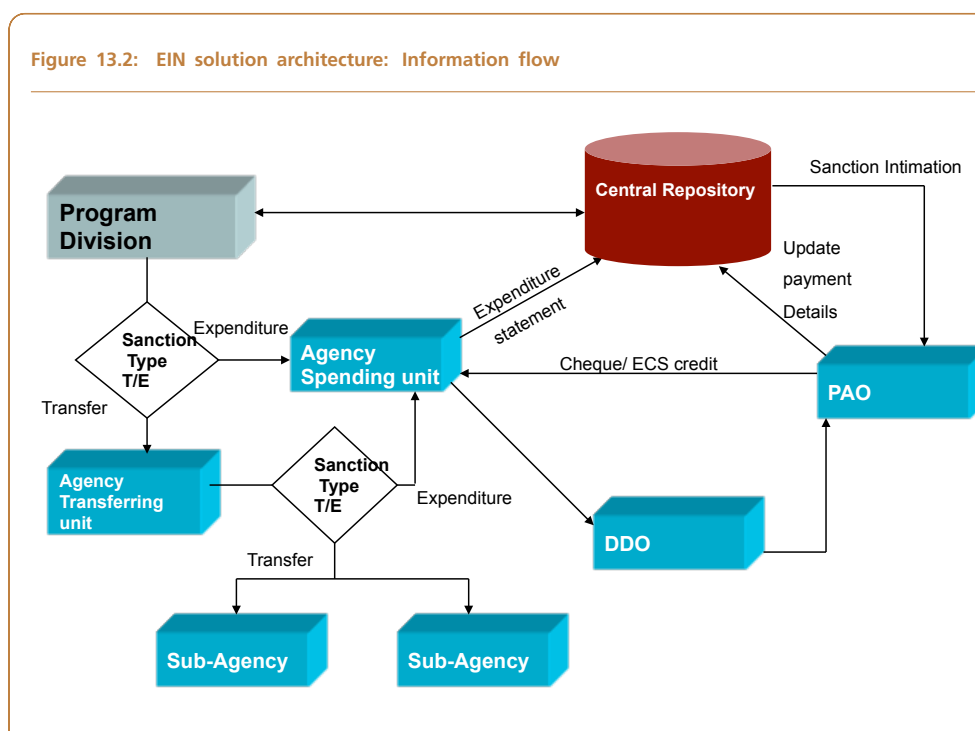 Figure 13.2: EIN solution architecture: Information flow
Central Repository
Sanction Intimation
Program
Division
Update
payment
Details
Expenditure
statement
Expenditure
Sanction
Type
T/E
Agency
Spending unit
Cheque/ ECS credit
PAO
Transfer
Agency
Transferring
unit
Sanction
Type
T/E
Expenditure
DDO
Transfer
Sub-Agency
Sub-Agency